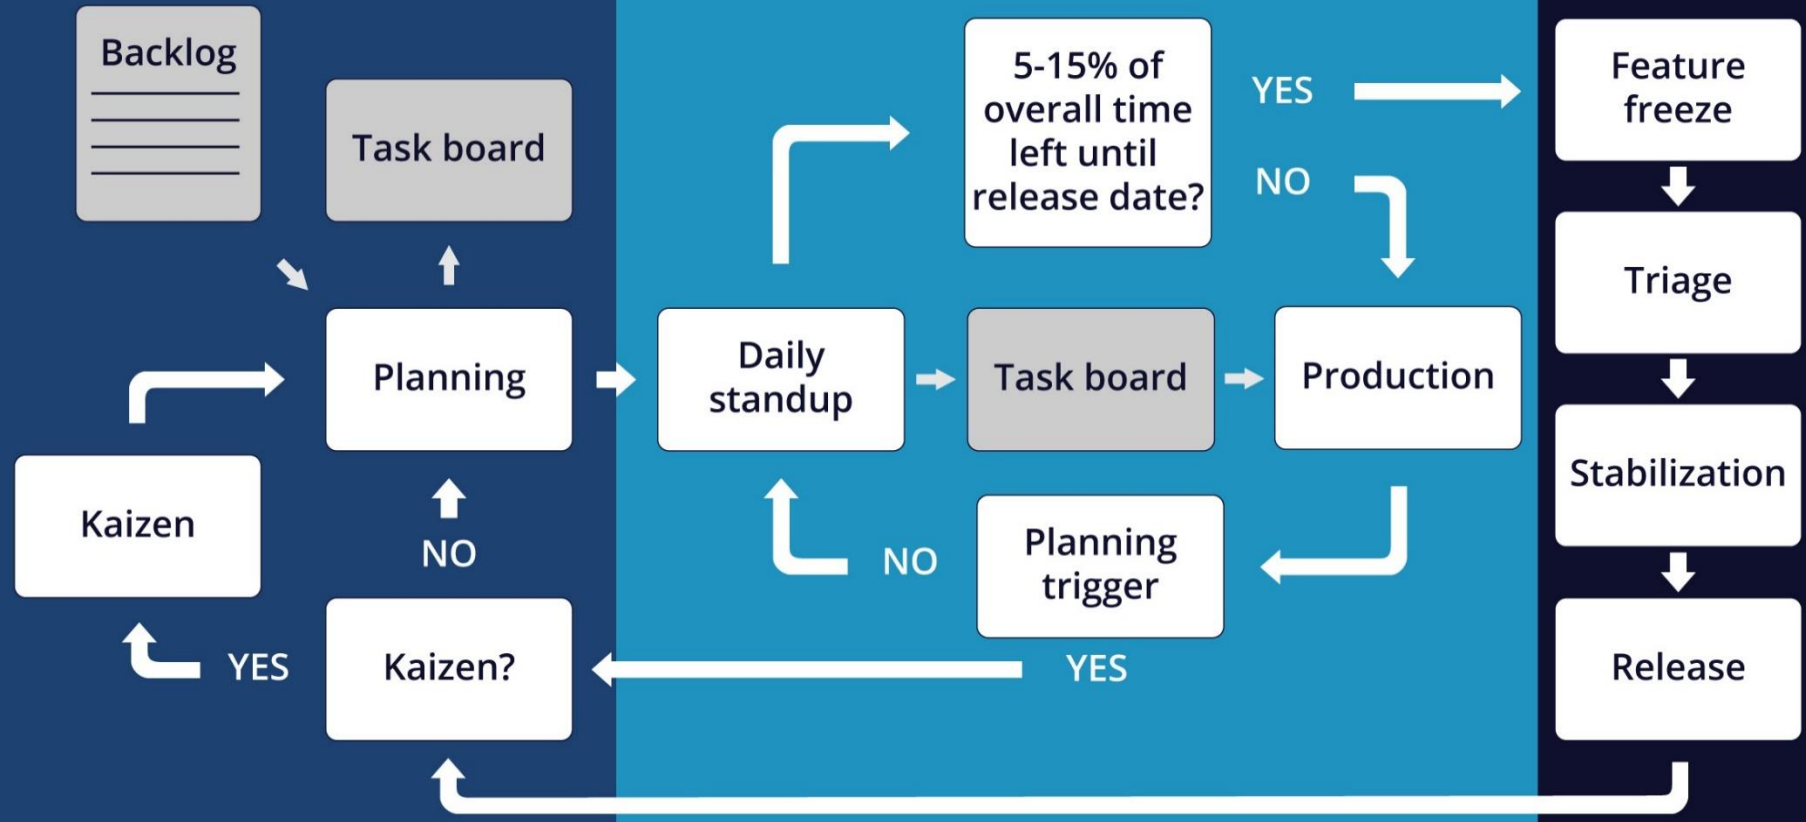 Backlog
Task board
Planning
Kaizen
NO
YES
Kaizen?
5-15% of
overall time
left until
release date?
YES
NO
Daily
standup
Task board
Production
NO
Planning
trigger
YES
Feature
freeze
Triage
Stabilization
Release